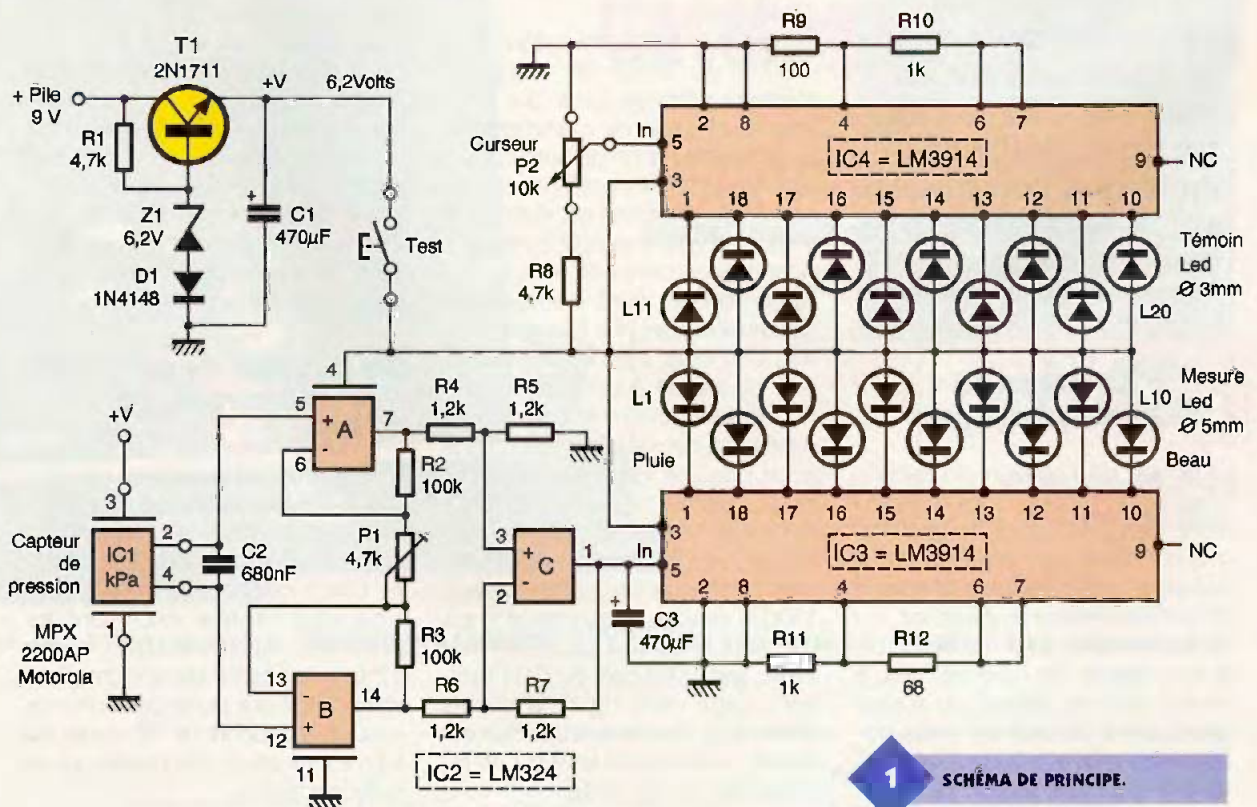 T1
2N1711
+ Pile
9 V
+V
6,2Volts
R1
4,7k
Z1
6,2V
D1
1N4148
+
C1
470µF
Test
R9
100
R10
1k
2
8
4
6
7
In
5
3
IC4 = LM3914
9
NC
Curseur
P2
10k
R8
4,7k
1
18
17
16
15
14
13
12
11
10
Témoin
Led
Ø 3mm
L11
L20
L1
L10
Mesure
Led
Ø 5mm
Pluie
Beau
1
18
17
16
15
14
13
12
11
10
3
In
5
IC3 = LM3914
9
NC
2
8
4
6
7
R11
1k
R12
68
4
5
+
A
7
6
-
R4
1,2k
R5
1,2k
R2
100k
P1
4,7k
R3
100k
3
+
C
1
2
-
+
C3
470µF
13
-
B
14
12
+
11
R6
1,2k
R7
1,2k
IC2 = LM324
+V
3
Capteur
de
pression
IC1
kPa
2
4
C2
680nF
1
MPX
2200AP
Motorola
1 SCHÉMA DE PRINCIPE.